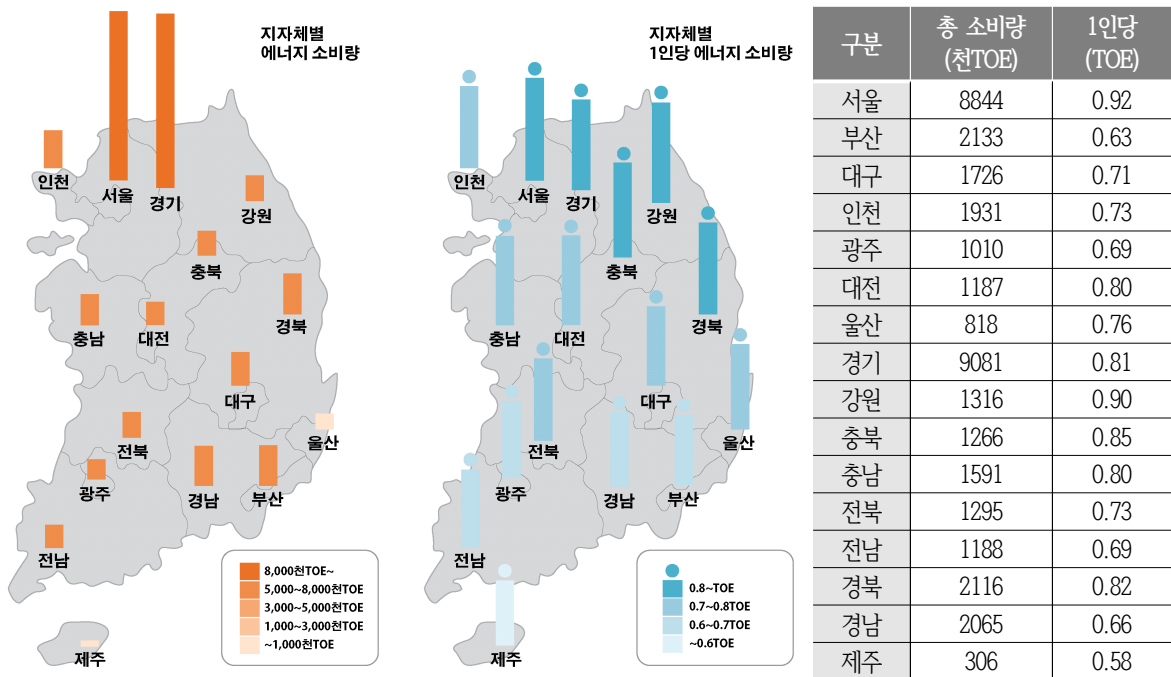 지자체별
에너지 소비량
인천
서울
경기
강원
충북
충남
대전
경북
대구
전북
울산
광주
경남
부산
전남
제주
8,000천TOE~
5,000~8,000천TOE
3,000~5,000천TOE
1,000~3,000천TOE
~1,000천TOE
지자체별
1인당 에너지 소비량
인천
서울
경기
강원
충북
충남
대전
경북
대구
전북
울산
광주
경남
부산
전남
제주
0.8~TOE
0.7~0.8TOE
0.6~0.7TOE
~0.6TOE
구분 총 소비량 (천TOE) 1인당 (TOE)
서울 8844 0.92
부산 2133 0.63
대구 1726 0.71
인천 1931 0.73
광주 1010 0.69
대전 1187 0.80
울산 818 0.76
경기 9081 0.81
강원 1316 0.90
충북 1266 0.85
충남 1591 0.80
전북 1295 0.73
전남 1188 0.69
경북 2116 0.82
경남 2065 0.66
제주 306 0.58